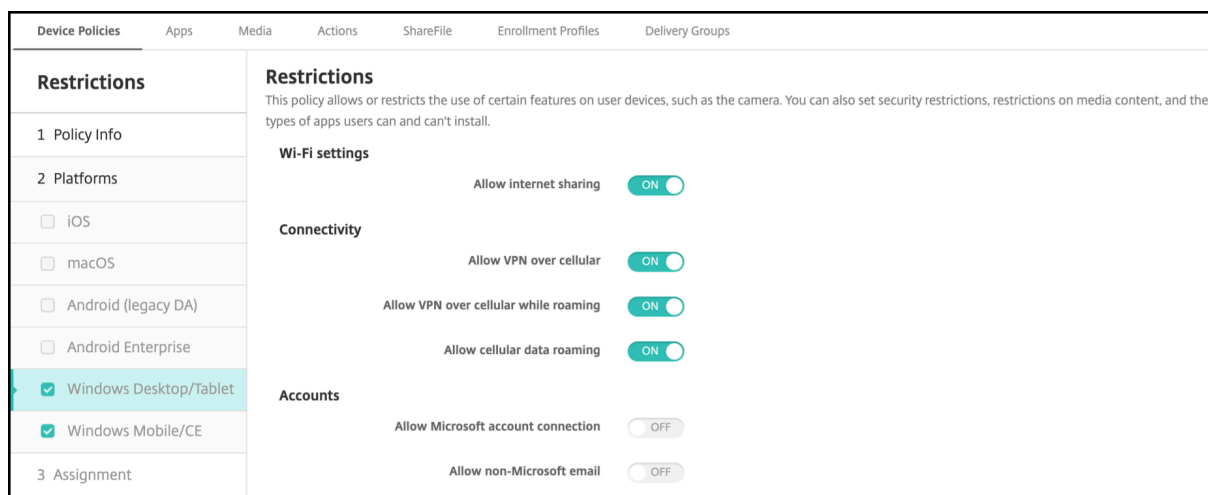 Device Policies
Apps
Media
Actions
ShareFile
Enrollment Profiles
Delivery Groups
Restrictions
1 Policy Info
2 Platforms
iOS
macOS
Android (legacy DA)
Android Enterprise
Windows Desktop/Tablet
Windows Mobile/CE
3 Assignment
Restrictions
This policy allows or restricts the use of certain features on user devices, such as the camera. You can also set security restrictions, restrictions on media content, and the
types of apps users can and can't install.
Wi-Fi settings
Allow internet sharing ON
Connectivity
Allow VPN over cellular ON
Allow VPN over cellular while roaming ON
Allow cellular data roaming ON
Accounts
Allow Microsoft account connection OFF
Allow non-Microsoft email OFF